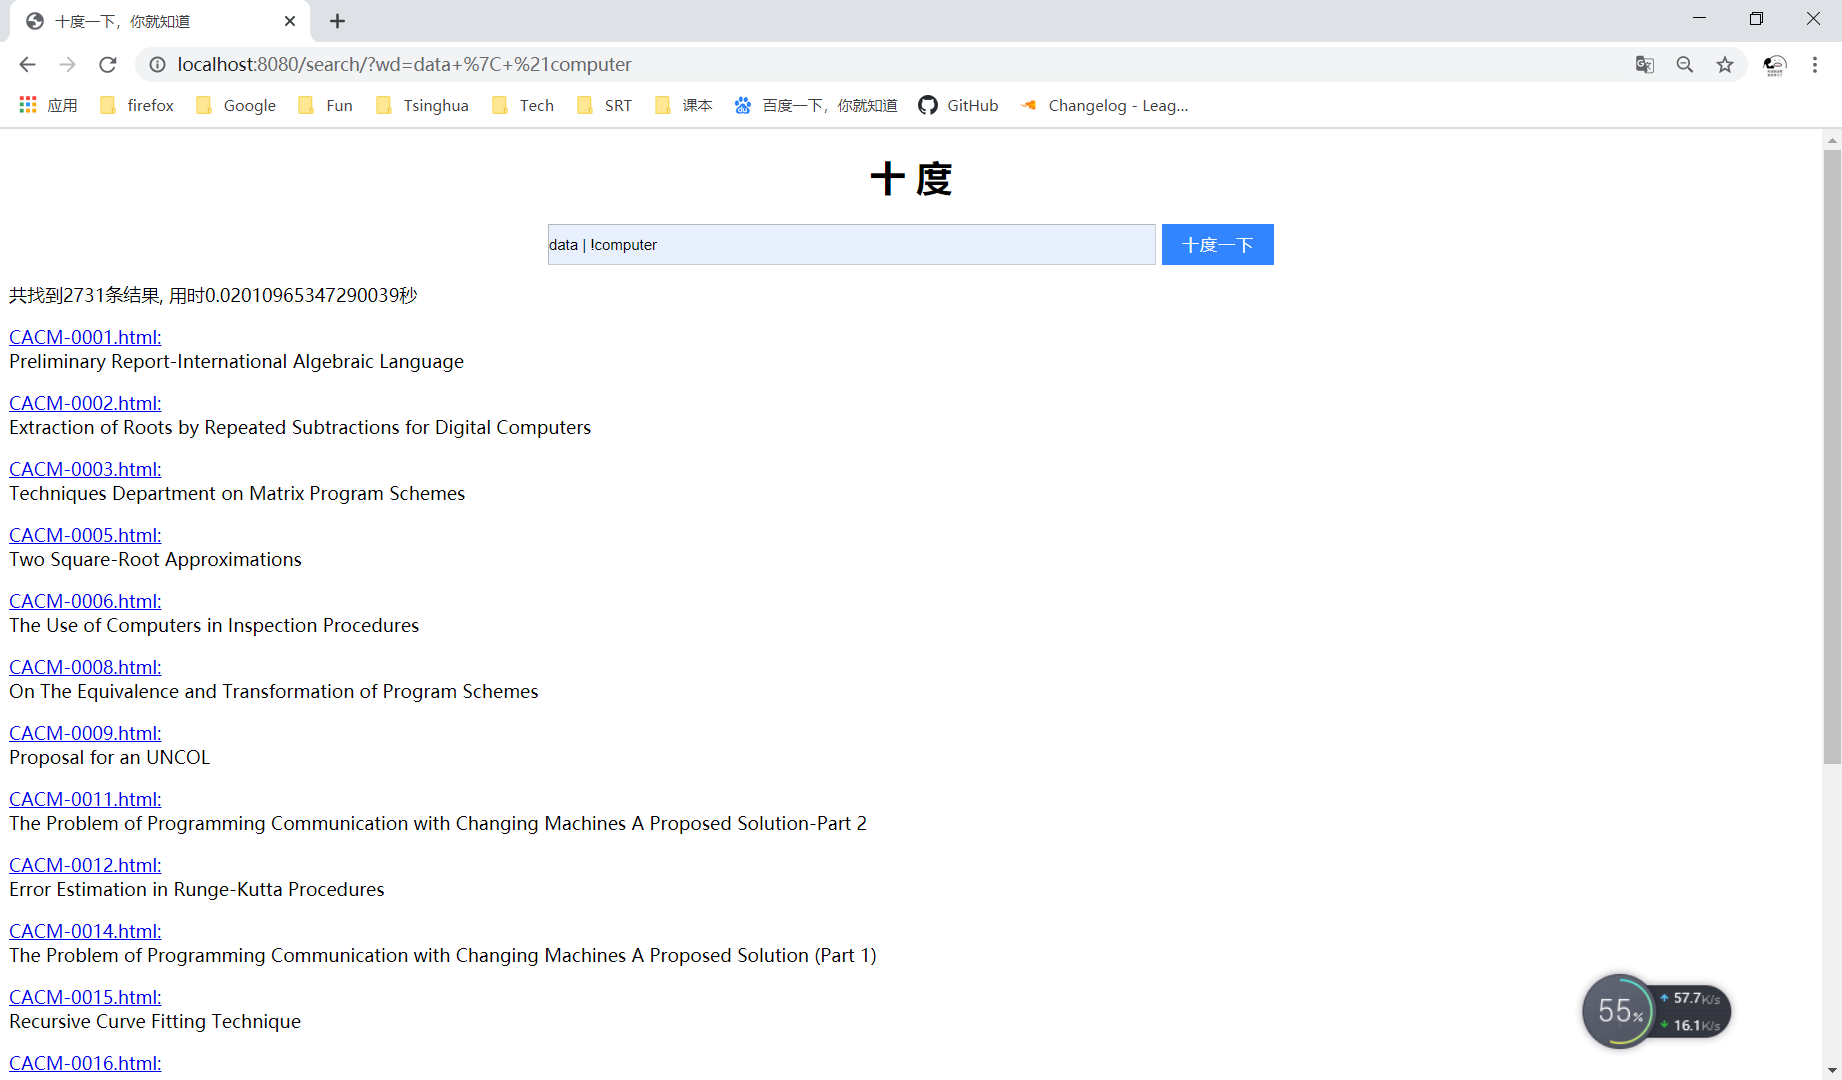 十度一下，你就知道
localhost:8080/search/?wd=data+%7C+%21computer
应用 firefox Google Fun Tsinghua Tech SRT 课本 百度一下，你就知道 GitHub Changelog - Leag...
十 度
data | !computer 十度一下
共找到2731条结果, 用时0.02010965347290039秒
CACM-0001.html:
Preliminary Report-International Algebraic Language
CACM-0002.html:
Extraction of Roots by Repeated Subtractions for Digital Computers
CACM-0003.html:
Techniques Department on Matrix Program Schemes
CACM-0005.html:
Two Square-Root Approximations
CACM-0006.html:
The Use of Computers in Inspection Procedures
CACM-0008.html:
On The Equivalence and Transformation of Program Schemes
CACM-0009.html:
Proposal for an UNCOL
CACM-0011.html:
The Problem of Programming Communication with Changing Machines A Proposed Solution-Part 2
CACM-0012.html:
Error Estimation in Runge-Kutta Procedures
CACM-0014.html:
The Problem of Programming Communication with Changing Machines A Proposed Solution (Part 1)
CACM-0015.html:
Recursive Curve Fitting Technique
CACM-0016.html:
55%
57.7K/s
16.1K/s